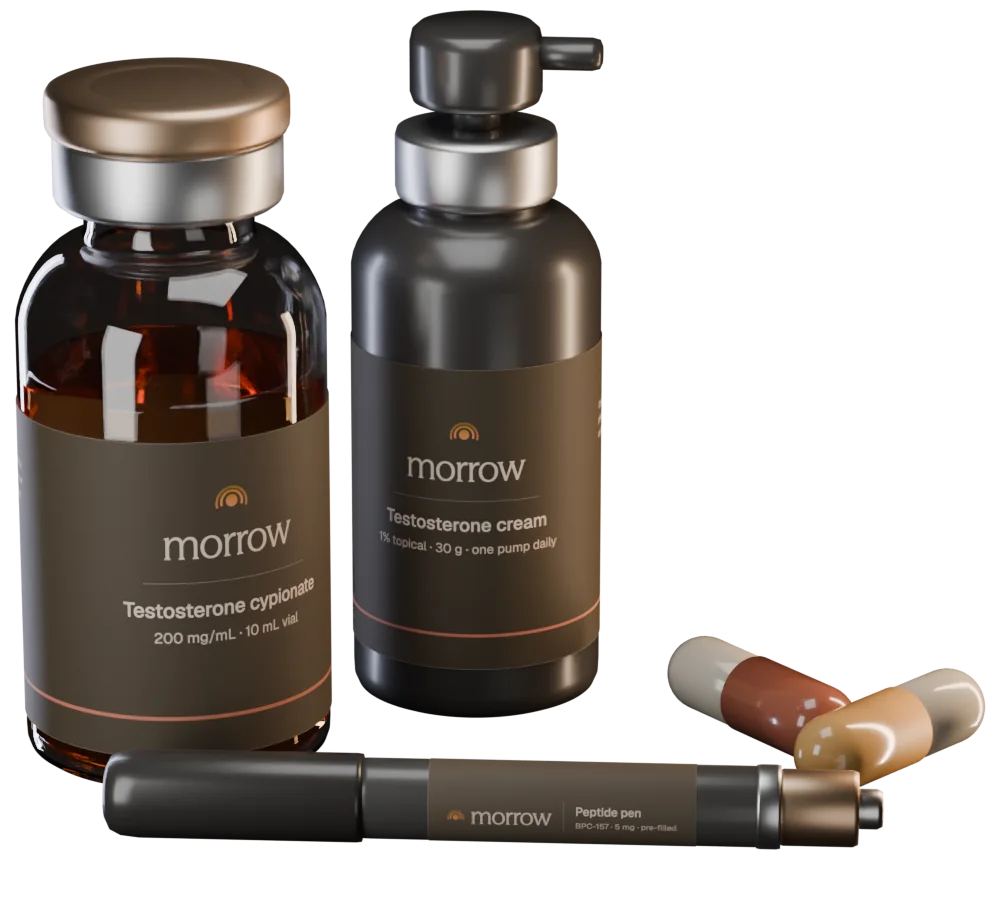 morrow
Testosterone cypionate
200 mg/mL · 10 mL vial
morrow
Testosterone cream
1% topical · 30 g · one pump daily
morrow
Peptide pen
BPC-157 · 5 mg · pre-filled